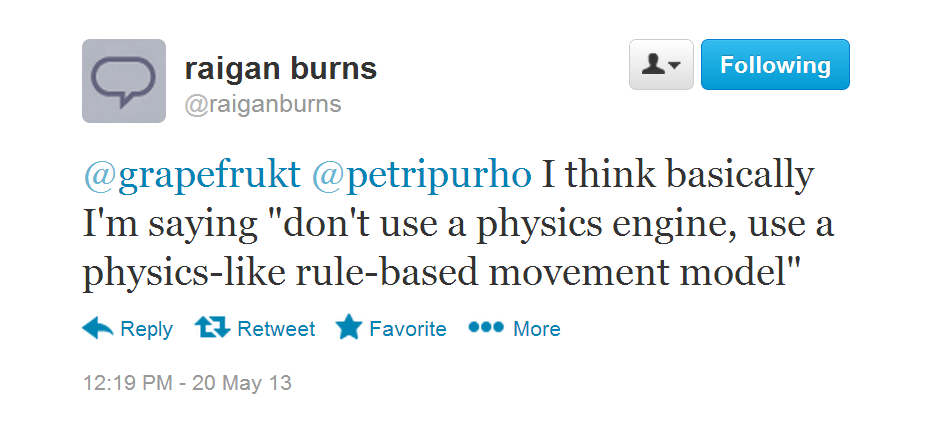 raigan burns
@raiganburns
Following
@grapefrukt @petripurho I think basically
I'm saying "don't use a physics engine, use a
physics-like rule-based movement model"
Reply Retweet Favorite More
12:19 PM - 20 May 13